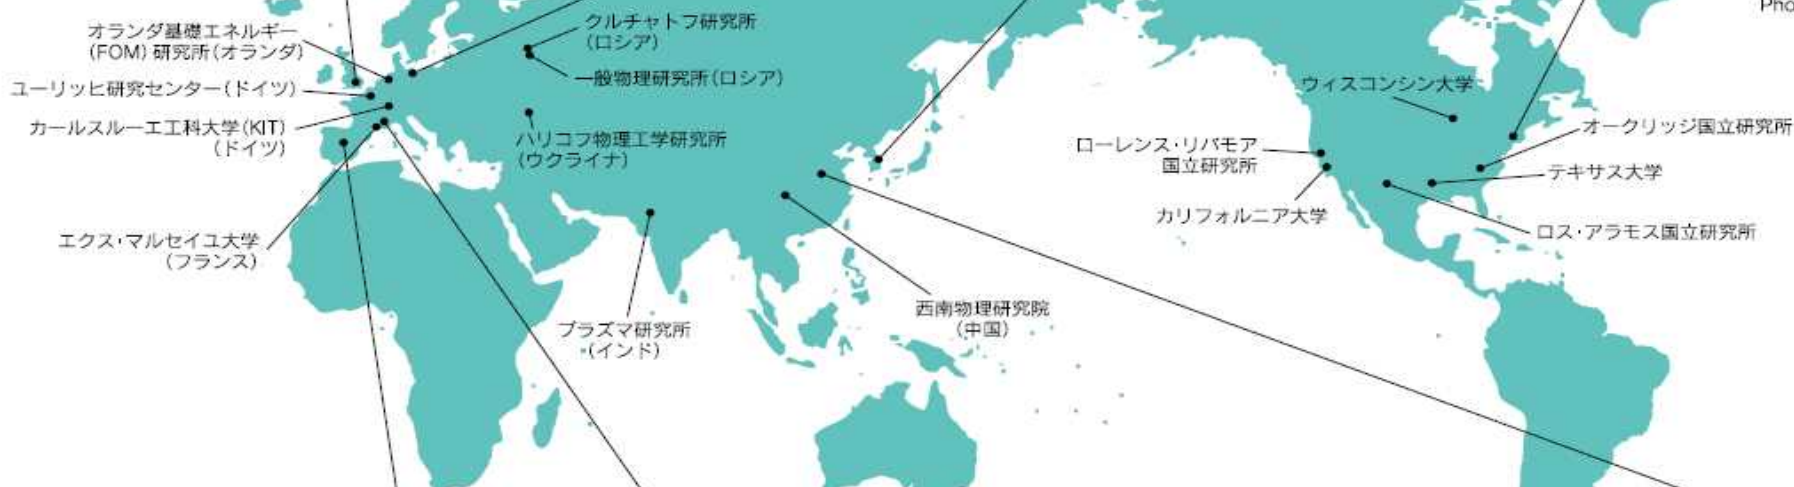 Pho
オランダ基礎エネルギー
(FOM)研究所(オランダ)
ユーリッヒ研究センター(ドイツ)
カールスルーエ工科大学(KIT)
(ドイツ)
エクス・マルセイユ大学
(フランス)
クルチャトフ研究所
(ロシア)
一般物理研究所(ロシア)
ハリコフ物理工学研究所
(ウクライナ)
プラズマ研究所
(インド)
西南物理研究院
(中国)
ウィスコンシン大学
ローレンス・リバモア
国立研究所
カリフォルニア大学
オークリッジ国立研究所
テキサス大学
ロス・アラモス国立研究所